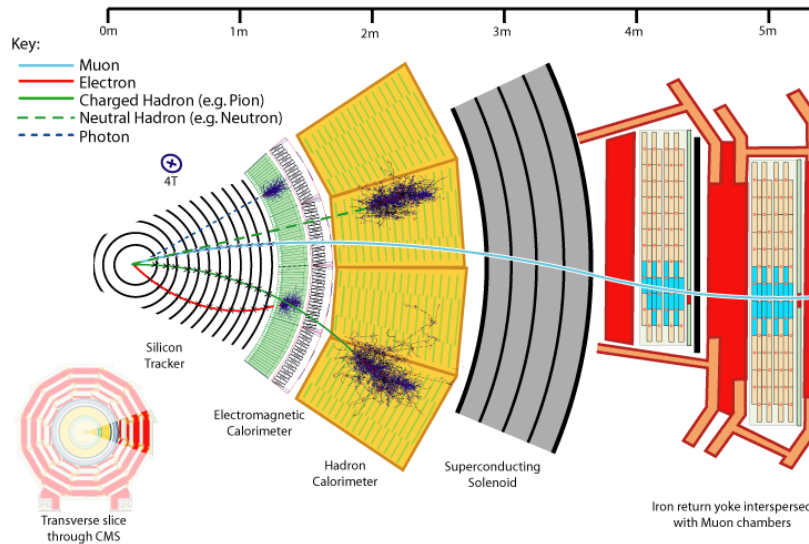 0m 1m 2m 3m 4m 5m
Key:
Muon
Electron
Charged Hadron (e.g. Pion)
Neutral Hadron (e.g. Neutron)
Photon
4T
Silicon
Tracker
Electromagnetic
Calorimeter
Hadron
Calorimeter
Superconducting
Solenoid
Iron return yoke interspersed
with Muon chambers
Transverse slice
through CMS